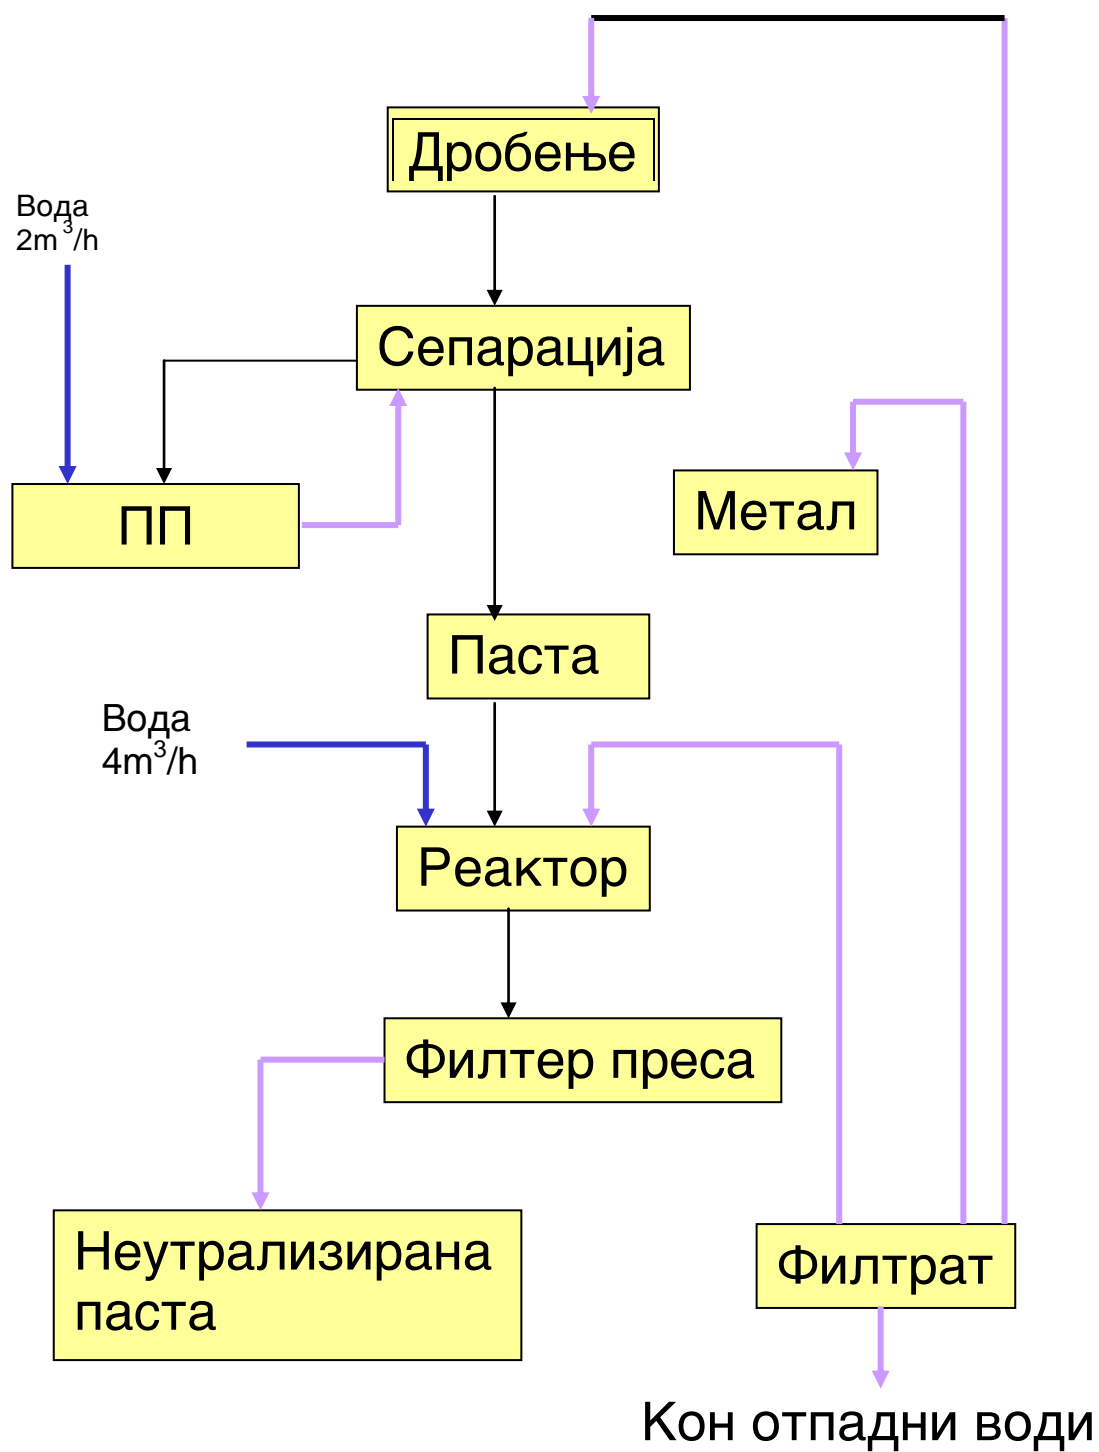 Дробење
Вода
2m³/h
Сепарација
ПП
Метал
Паста
Вода
4m³/h
Реактор
Филтер преса
Неутрализирана
паста
Филтрат
Кон отпадни води